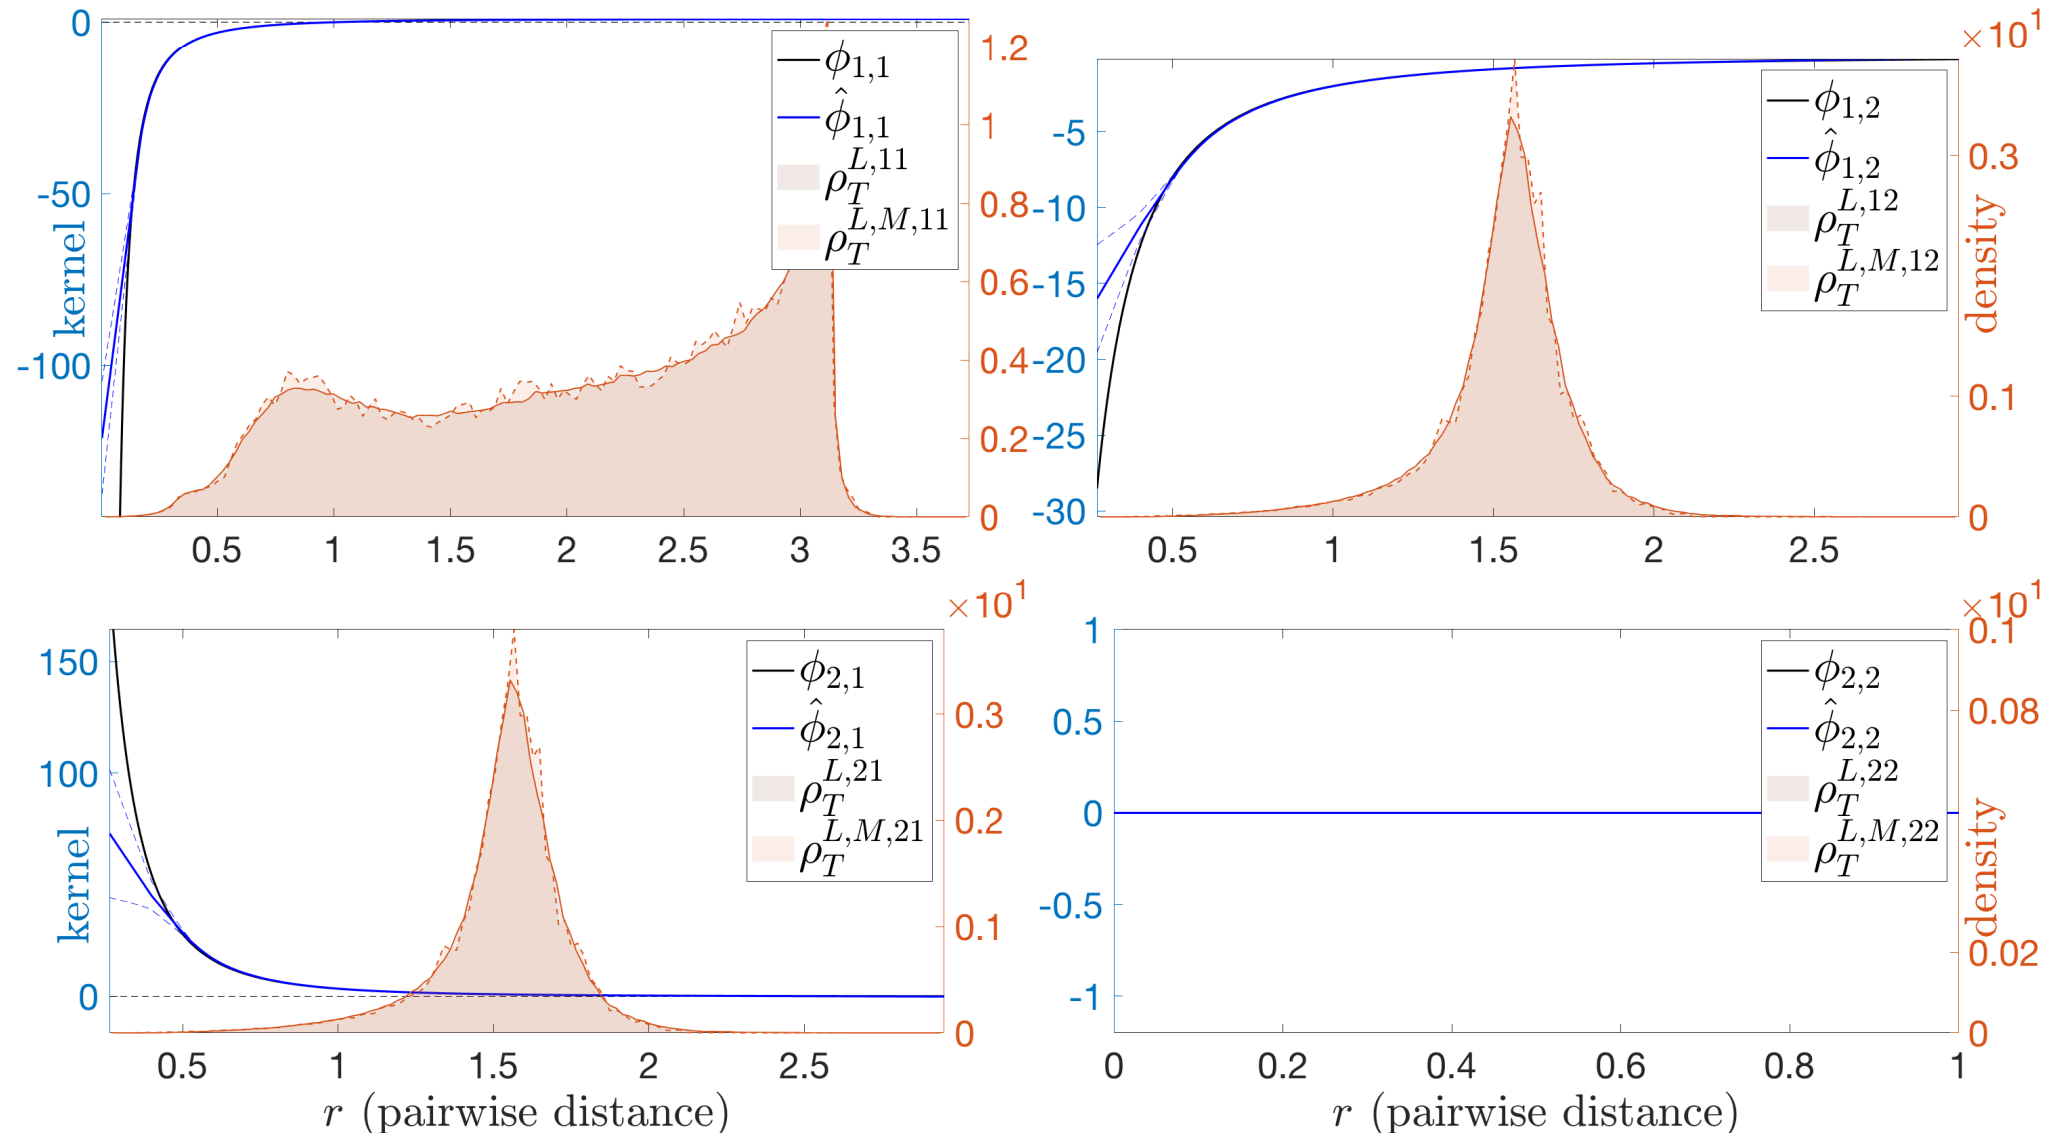 0
-50
-100
kernel
ϕ1,1
ϕ̂1,1
ρT^L,11
ρT^L,M,11
1.2
1
0.8
0.6
0.4
0.2
0
0.5 1 1.5 2 2.5 3 3.5
×10^1
-5
-10
-15
-20
-25
-30
ϕ1,2
ϕ̂1,2
ρT^L,12
ρT^L,M,12
0.3
0.1
0
density
0.5 1 1.5 2 2.5
×10^1
150
100
0
kernel
ϕ2,1
ϕ̂2,1
ρT^L,21
ρT^L,M,21
0.3
0.2
0.1
0
0.5 1 1.5 2 2.5
r (pairwise distance)
×10^1
1
0.5
0
-0.5
-1
ϕ2,2
ϕ̂2,2
ρT^L,22
ρT^L,M,22
0.1
0.08
0.02
0
density
0 0.2 0.4 0.6 0.8 1
r (pairwise distance)